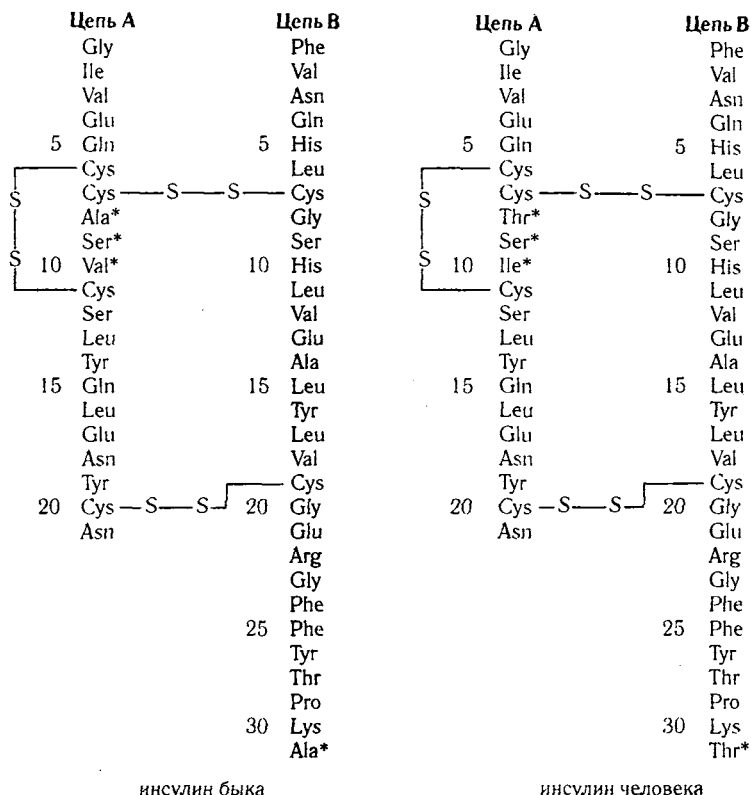 Цепь A Цепь B Цепь A Цепь B
Gly Phe Gly Phe
Ile Val Ile Val
Val Asn Val Asn
Glu Gln Glu Gln
5 Gln 5 His 5 Gln 5 His
Cys Leu Cys Leu
S Cys S S Cys S Cys S S Cys
Ala* Gly Thr* Gly
Ser* Ser Ser* Ser
S 10 Val* 10 His S 10 Ile* 10 His
Cys Leu Cys Leu
Ser Val Ser Val
Leu Glu Leu Glu
Tyr Ala Tyr Ala
15 Gln 15 Leu 15 Gln 15 Leu
Leu Tyr Leu Tyr
Glu Leu Glu Leu
Asn Val Asn Val
Tyr Cys Tyr Cys
20 Cys S S 20 Gly 20 Cys S S 20 Gly
Asn Glu Asn Glu
Arg Arg
Gly Gly
Phe Phe
25 Phe 25 Phe
Tyr Tyr
Thr Thr
Pro Pro
30 Lys 30 Lys
Ala* Thr*
инсулин быка инсулин человека